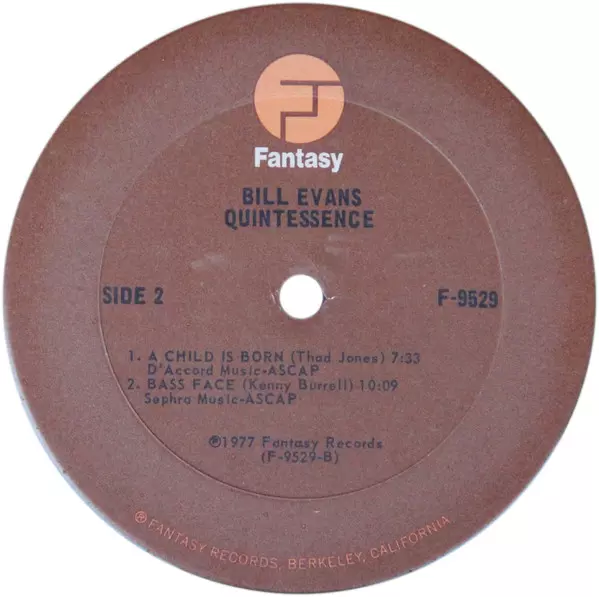 Fantasy
BILL EVANS
QUINTESSENCE
SIDE 2
F-9529
1. A CHILD IS BORN (Thad Jones) 7:33
D'Accord Music-ASCAP
2. BASS FACE (Kenny Burrell) 10:09
Sephra Music-ASCAP
℗1977 Fantasy Records
(F-9529-B)
® FANTASY RECORDS, BERKELEY, CALIFORNIA